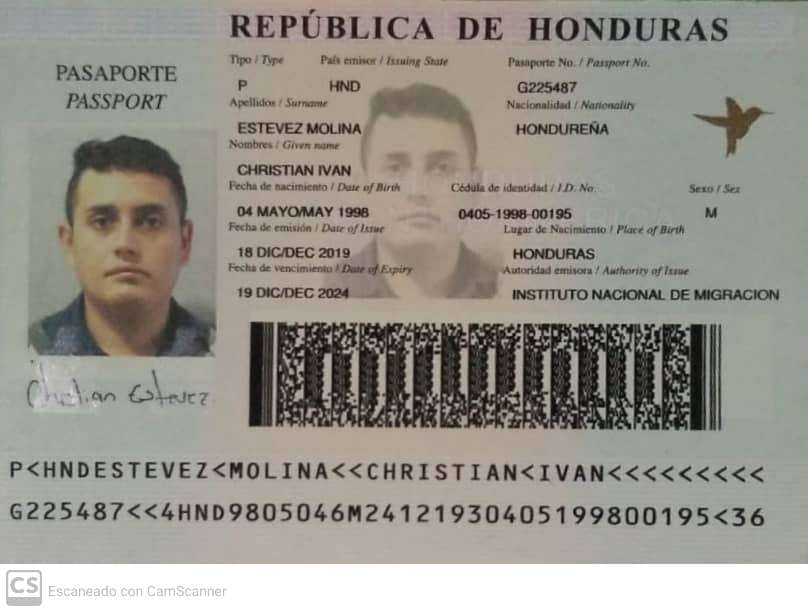 REPÚBLICA DE HONDURAS
PASAPORTE
PASSPORT
Tipo / Type País emisor / Issuing State Pasaporte No. / Passport No.
P HND G225487
Apellidos / Surname Nacionalidad / Nationality
ESTEVEZ MOLINA HONDUREÑA
Nombres / Given name
CHRISTIAN IVAN
Fecha de nacimiento / Date of Birth Cédula de identidad / I.D. No. Sexo / Sex
04 MAYO/MAY 1998 0405-1998-00195 M
Fecha de emisión / Date of Issue Lugar de Nacimiento / Place of Birth
18 DIC/DEC 2019 HONDURAS
Fecha de vencimiento / Date of Expiry Autoridad emisora / Authority of Issue
19 DIC/DEC 2024 INSTITUTO NACIONAL DE MIGRACION
Christian Estevez
P<HNDESTEVEZ<MOLINA<<CHRISTIAN<IVAN<<<<<<<<<
G225487<<4HND9805046M24121930405199800195<36
CS Escaneado con CamScanner